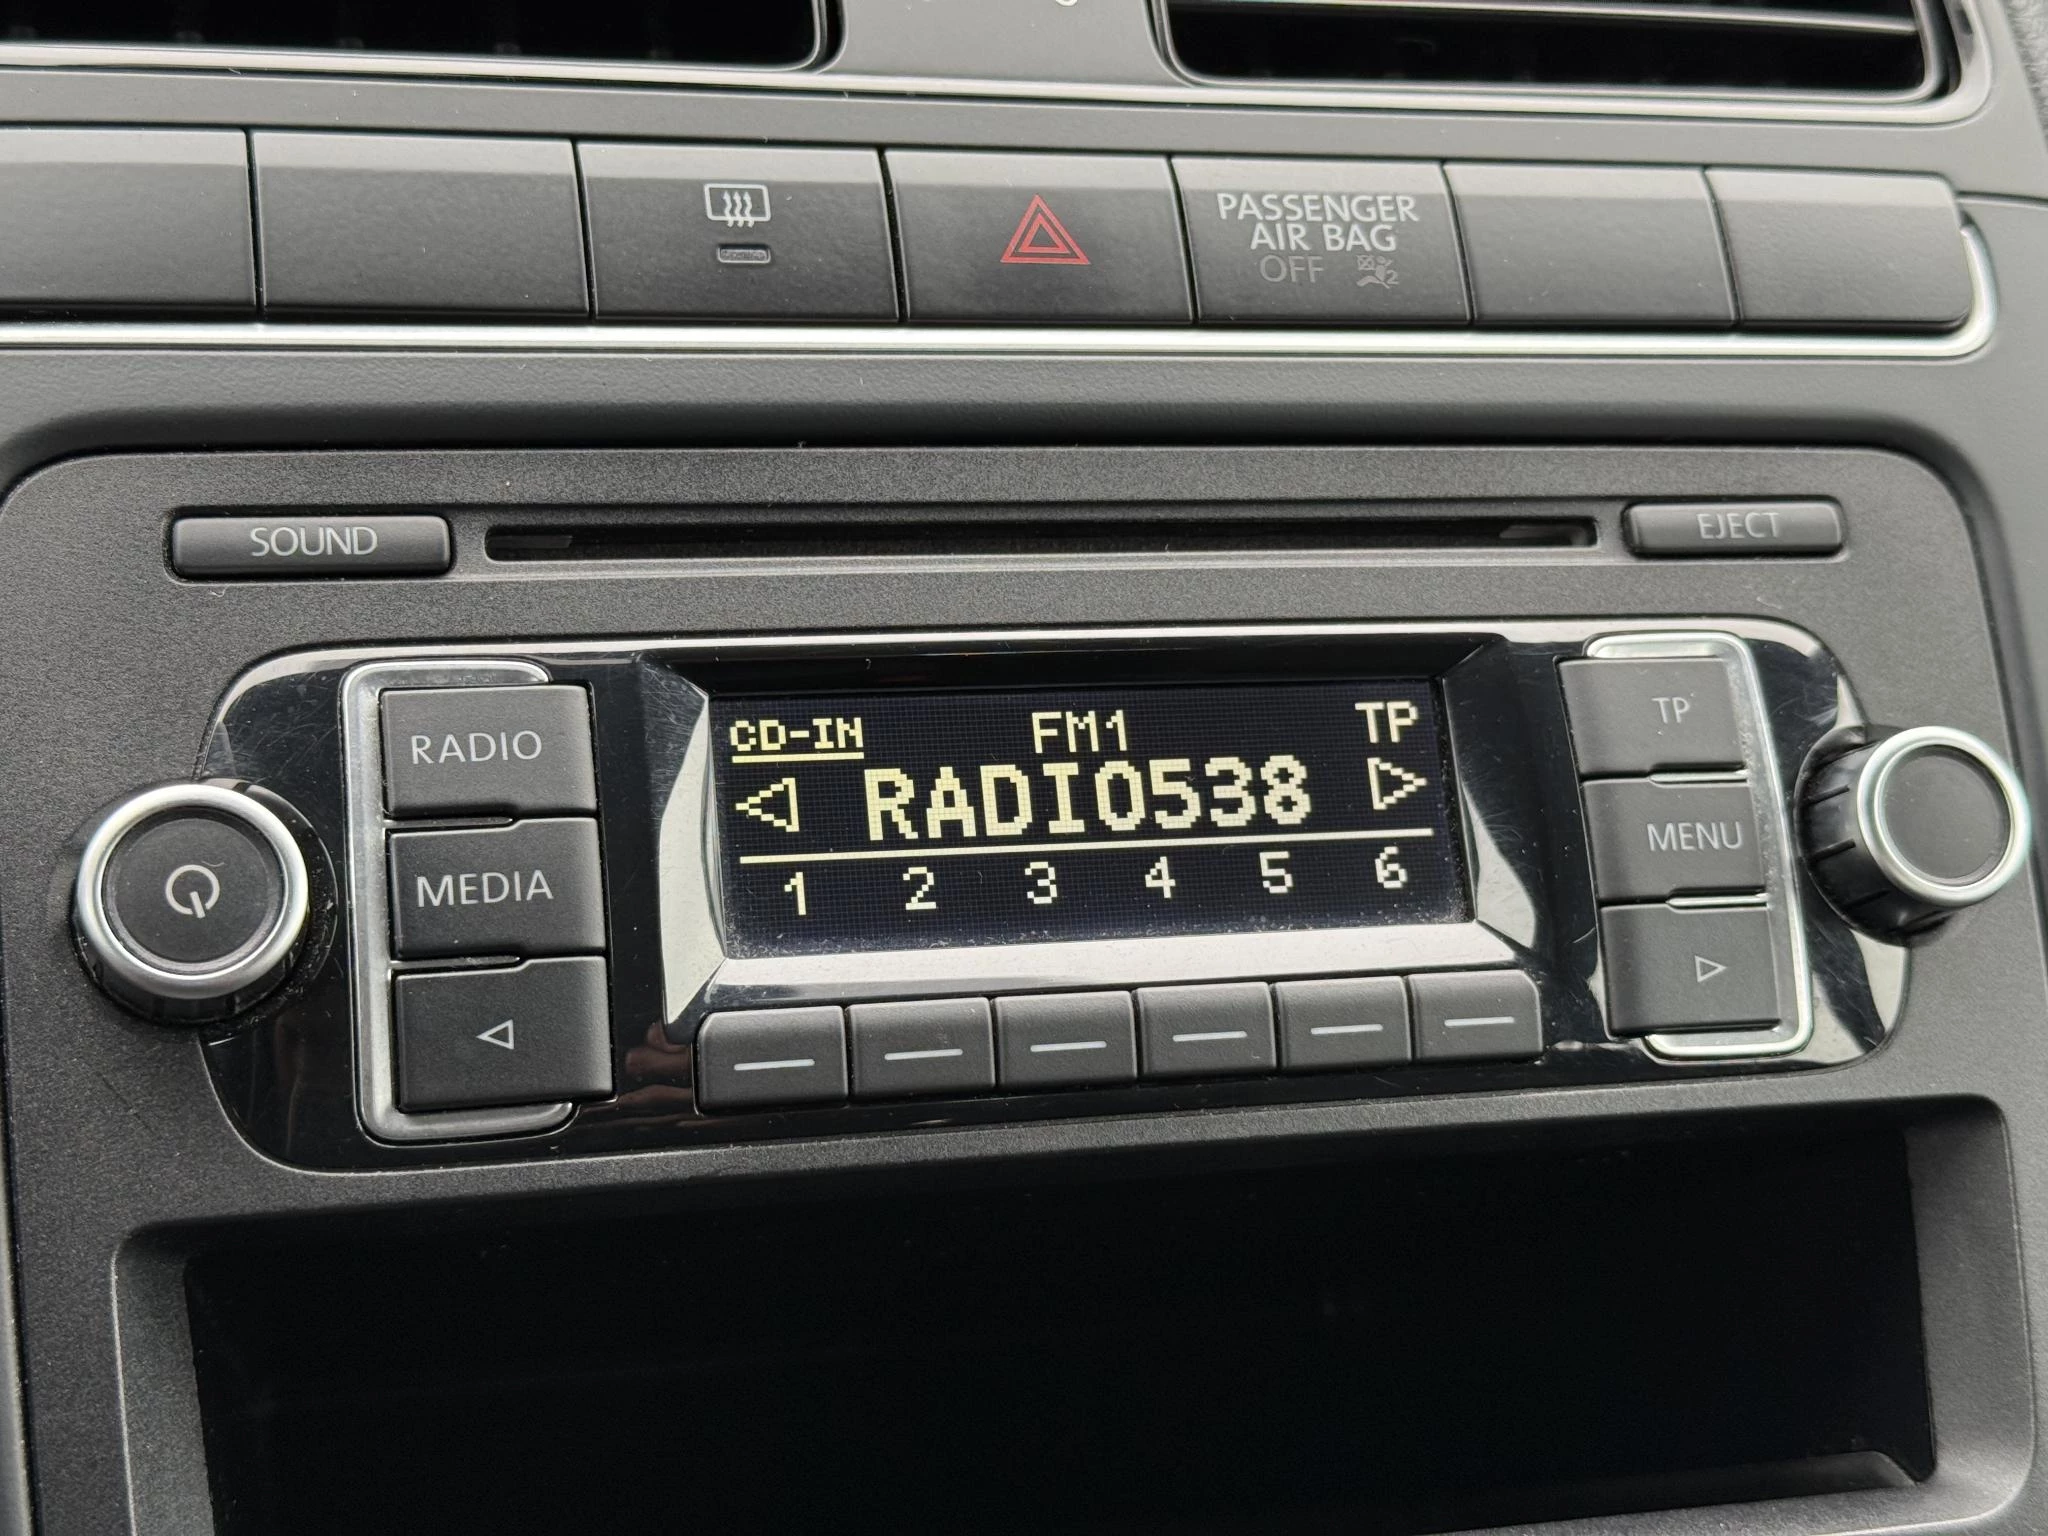 PASSENGER
AIR BAG
OFF 2
SOUND
EJECT
RADIO
MEDIA
CD-IN FM1 TP
RADIO538
1 2 3 4 5 6
TP
MENU